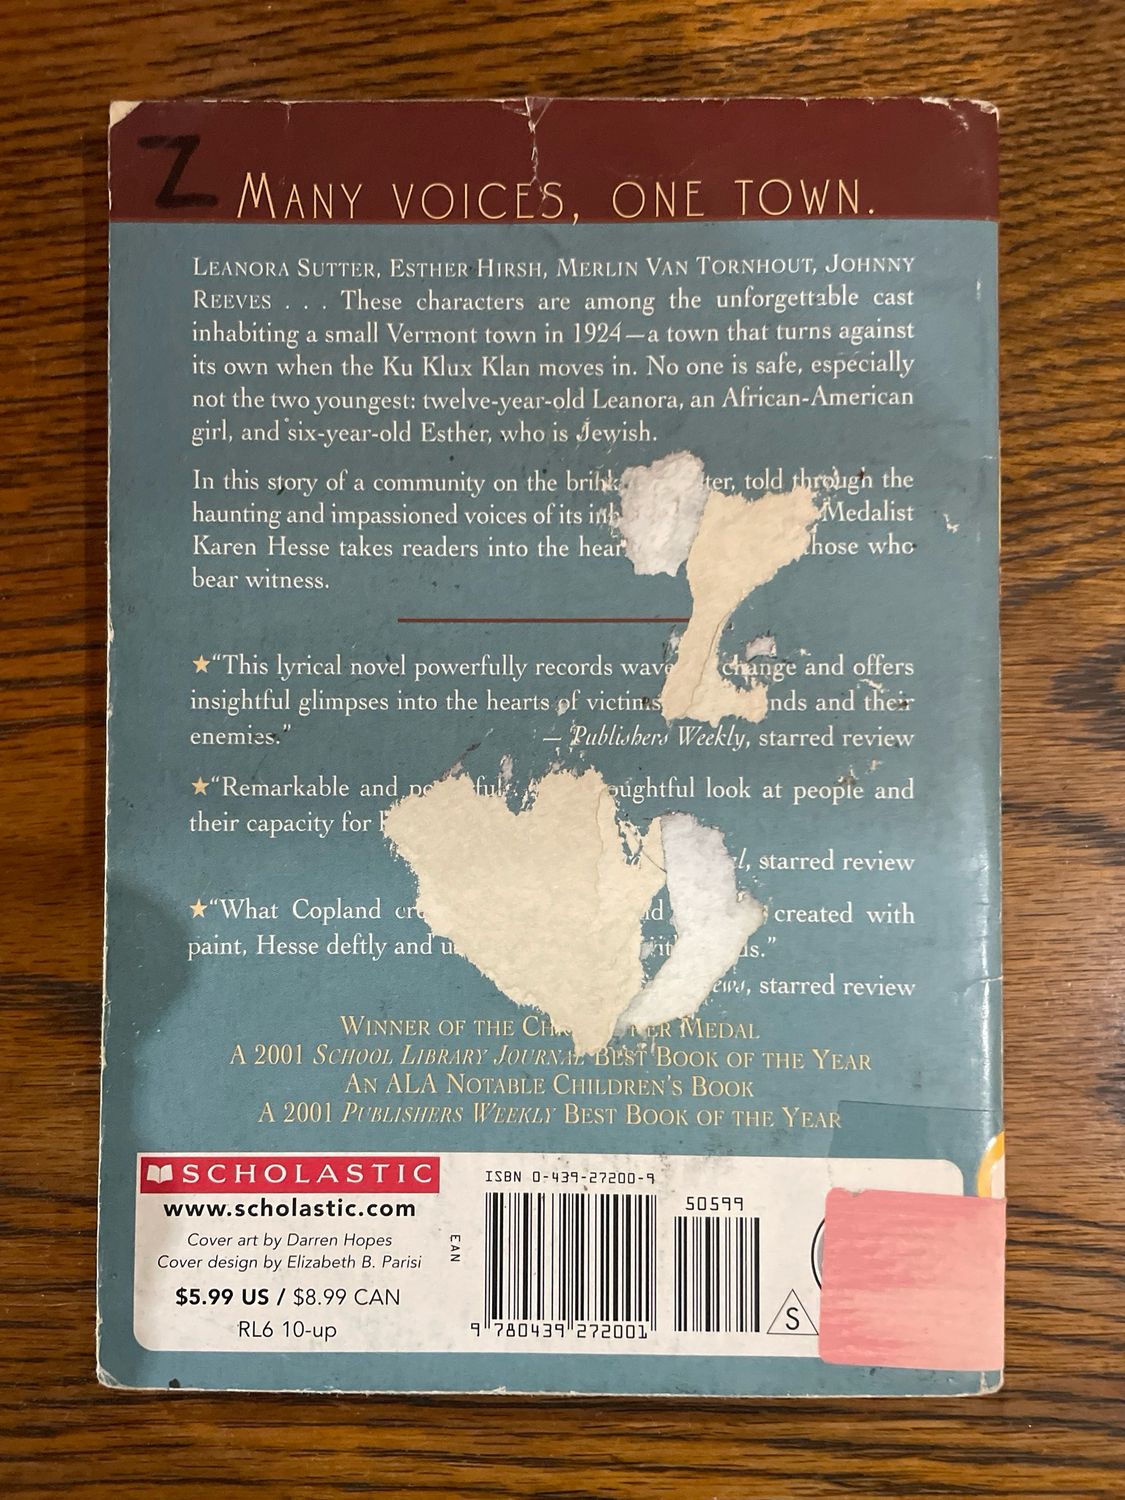 Z
MANY VOICES, ONE TOWN.
LEANORA SUTTER, ESTHER HIRSH, MERLIN VAN TORNHOUT, JOHNNY
REEVES . . . These characters are among the unforgettable cast
inhabiting a small Vermont town in 1924—a town that turns against
its own when the Ku Klux Klan moves in. No one is safe, especially
not the two youngest: twelve-year-old Leanora, an African-American
girl, and six-year-old Esther, who is Jewish.
In this story of a community on the brink told through the
haunting and impassioned voices of its Medalist
Karen Hesse takes readers into the those who
bear witness.
★“This lyrical novel powerfully records change and offers
insightful glimpses into the hearts of victims and their
enemies.”
— Publishers Weekly, starred review
★“Remarkable and look at people and
their capacity for
starred review
★“What Copland created with
paint, Hesse deftly and
starred review
WINNER OF THE MEDAL
A 2001 SCHOOL LIBRARY JOURNAL BEST BOOK OF THE YEAR
AN ALA NOTABLE CHILDREN'S BOOK
A 2001 PUBLISHERS WEEKLY BEST BOOK OF THE YEAR
SCHOLASTIC
www.scholastic.com
Cover art by Darren Hopes
Cover design by Elizabeth B. Parisi
$5.99 US / $8.99 CAN
RL6 10-up
EAN
ISBN 0-439-27200-9
50599
9 780439 272001
S